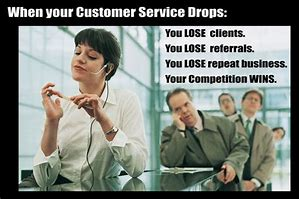 When your Customer Service Drops:
You LOSE clients.
You LOSE referrals.
You LOSE repeat business.
Your Competition WINS.